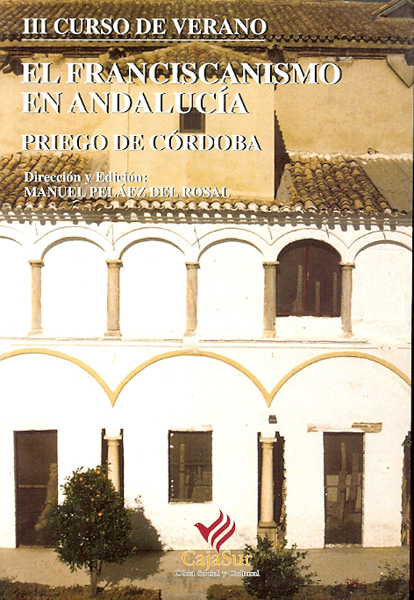 III CURSO DE VERANO
EL FRANCISCANISMO
EN ANDALUCÍA
PRIEGO DE CÓRDOBA
Dirección y Edición:
MANUEL PELÁEZ DEL ROSAL
CajaSur
Obra Social y Cultural